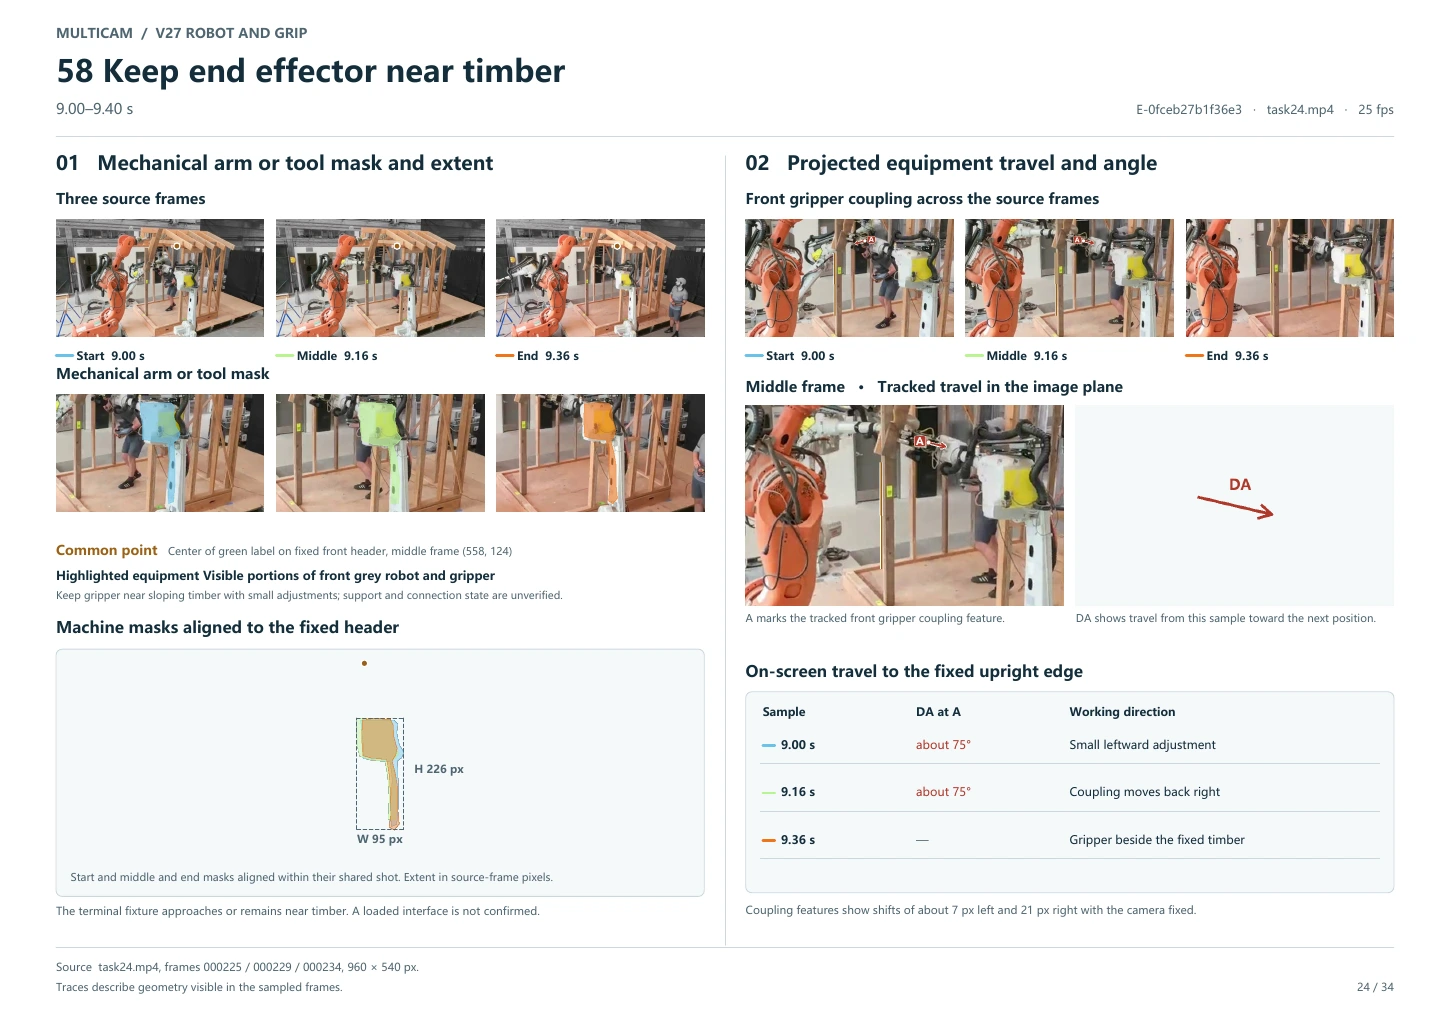 MULTICAM / V27 ROBOT AND GRIP
58 Keep end effector near timber
9.00–9.40 s
E-0fceb27b1f36e3 · task24.mp4 · 25 fps
01 Mechanical arm or tool mask and extent
Three source frames
Start 9.00 s
Middle 9.16 s
End 9.36 s
Mechanical arm or tool mask
Common point Center of green label on fixed front header, middle frame (558, 124)
Highlighted equipment Visible portions of front grey robot and gripper
Keep gripper near sloping timber with small adjustments; support and connection state are unverified.
Machine masks aligned to the fixed header
H 226 px
W 95 px
Start and middle and end masks aligned within their shared shot. Extent in source-frame pixels.
The terminal fixture approaches or remains near timber. A loaded interface is not confirmed.
02 Projected equipment travel and angle
Front gripper coupling across the source frames
A
A
Start 9.00 s
Middle 9.16 s
End 9.36 s
Middle frame • Tracked travel in the image plane
A
DA
A marks the tracked front gripper coupling feature.
DA shows travel from this sample toward the next position.
On-screen travel to the fixed upright edge
Sample DA at A Working direction
9.00 s about 75° Small leftward adjustment
9.16 s about 75° Coupling moves back right
9.36 s — Gripper beside the fixed timber
Coupling features show shifts of about 7 px left and 21 px right with the camera fixed.
Source task24.mp4, frames 000225 / 000229 / 000234, 960 × 540 px.
Traces describe geometry visible in the sampled frames.
24 / 34